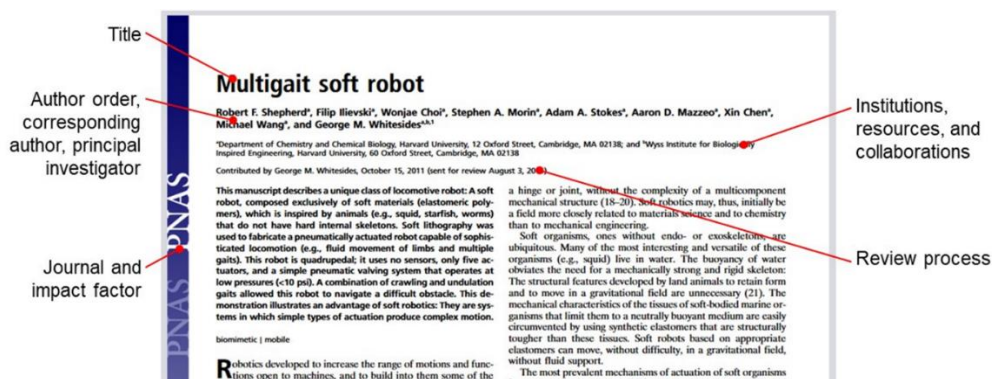 Title
Author order,
corresponding
author, principal
investigator
Journal and
impact factor
PNAS PNAS
Multigait soft robot
Robert F. Shepherdᵃ, Filip Ilievskiᵃ, Wonjae Choiᵃ, Stephen A. Morinᵃ, Adam A. Stokesᵃ, Aaron D. Mazzeoᵃ, Xin Chenᵃ,
Michael Wangᵃ, and George M. Whitesidesᵃ,ᵇ,¹
ᵃDepartment of Chemistry and Chemical Biology, Harvard University, 12 Oxford Street, Cambridge, MA 02138; and ᵇWyss Institute for Biologically
Inspired Engineering, Harvard University, 60 Oxford Street, Cambridge, MA 02138
Contributed by George M. Whitesides, October 15, 2011 (sent for review August 3,
This manuscript describes a unique class of locomotive robot: A soft
robot, composed exclusively of soft materials (elastomeric poly-
mers), which is inspired by animals (e.g., squid, starfish, worms)
that do not have hard internal skeletons. Soft lithography was
used to fabricate a pneumatically actuated robot capable of sophis-
ticated locomotion (e.g., fluid movement of limbs and multiple
gaits). This robot is quadrupedal; it uses no sensors, only five ac-
tuators, and a simple pneumatic valving system that operates at
low pressures (<10 psi). A combination of crawling and undulation
gaits allowed this robot to navigate a difficult obstacle. This de-
monstration illustrates an advantage of soft robotics: They are sys-
tems in which simple types of actuation produce complex motion.
biomimetic | mobile
Robotics developed to increase the range of motions and func-
tions open to machines, and to build into them some of the
a hinge or joint, without the complexity of a multicomponent
mechanical structure (18–20). Soft robotics may, thus, initially be
a field more closely related to materials science and to chemistry
than to mechanical engineering.
Soft organisms, ones without endo- or exoskeletons, are
ubiquitous. Many of the most interesting and versatile of these
organisms (e.g., squid) live in water. The buoyancy of water
obviates the need for a mechanically strong and rigid skeleton:
The structural features developed by land animals to retain form
and to move in a gravitational field are unnecessary (21). The
mechanical characteristics of the tissues of soft-bodied marine or-
ganisms that limit them to a neutrally buoyant medium are easily
circumvented by using synthetic elastomers that are structurally
tougher than these tissues. Soft robots based on appropriate
elastomers can move, without difficulty, in a gravitational field,
without fluid support.
The most prevalent mechanisms of actuation of soft organisms
Institutions,
resources, and
collaborations
Review process